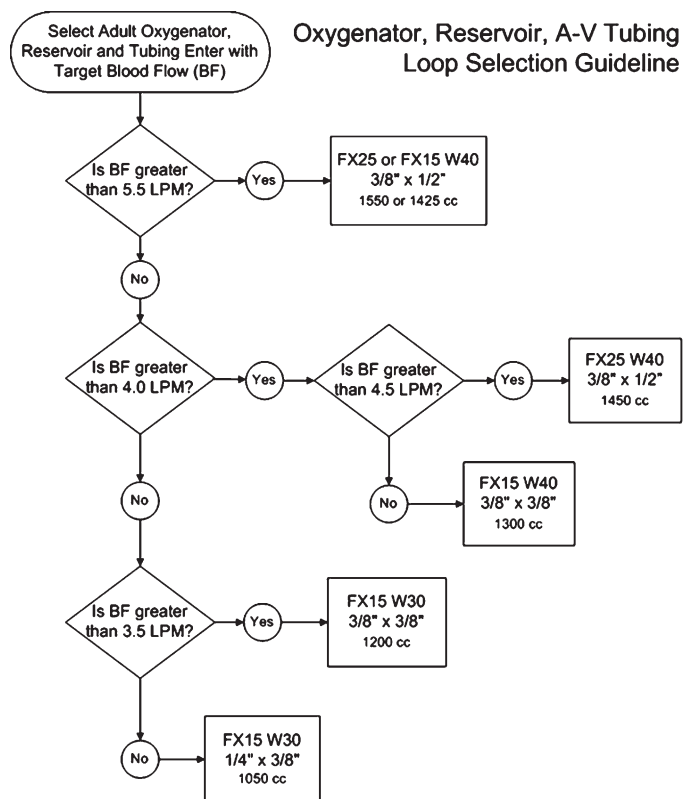 Select Adult Oxygenator,
Reservoir and Tubing Enter with
Target Blood Flow (BF)
Oxygenator, Reservoir, A-V Tubing
Loop Selection Guideline
Is BF greater
than 5.5 LPM?
Yes
FX25 or FX15 W40
3/8" x 1/2"
1550 or 1425 cc
No
Is BF greater
than 4.0 LPM?
Yes
Is BF greater
than 4.5 LPM?
Yes
FX25 W40
3/8" x 1/2"
1450 cc
No
FX15 W40
3/8" x 3/8"
1300 cc
No
Is BF greater
than 3.5 LPM?
Yes
FX15 W30
3/8" x 3/8"
1200 cc
No
FX15 W30
1/4" x 3/8"
1050 cc